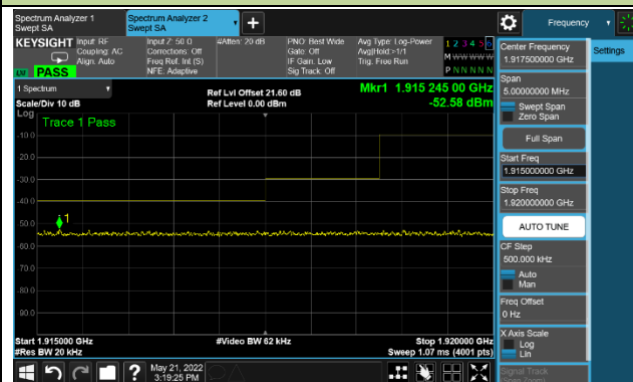 Spectrum Analyzer 1
Swept SA
Spectrum Analyzer 2
Swept SA
+
Frequency
KEYSIGHT
Input: RF
Coupling: AC
Align: Auto
Input Z: 50 Ω
Corrections: Off
Freq Ref: Int (S)
NFE: Adaptive
#Atten: 20 dB
PNO: Best Wide
Gate: Off
IF Gain: Low
Sig Track: Off
Avg Type: Log-Power
Avg|Hold:>1/1
Trig: Free Run
1 2 3 4 5 6
M W W W W W
P N N N N N
LXI
PASS
1 Spectrum
Scale/Div 10 dB
Ref Lvl Offset 21.60 dB
Ref Level 0.00 dBm
Mkr1 1.915 245 00 GHz
-52.58 dBm
Log
Trace 1 Pass
-10.0
-20.0
-30.0
-40.0
-50.0
-60.0
-70.0
-80.0
-90.0
1
Start 1.915000 GHz
#Res BW 20 kHz
#Video BW 62 kHz
Stop 1.920000 GHz
Sweep 1.07 ms (4001 pts)
May 21, 2022
3:19:25 PM
Center Frequency
1.917500000 GHz
Settings
Span
5.00000000 MHz
Swept Span
Zero Span
Full Span
Start Freq
1.915000000 GHz
Stop Freq
1.920000000 GHz
AUTO TUNE
CF Step
500.000 kHz
Auto
Man
Freq Offset
0 Hz
X Axis Scale
Log
Lin
Signal Track